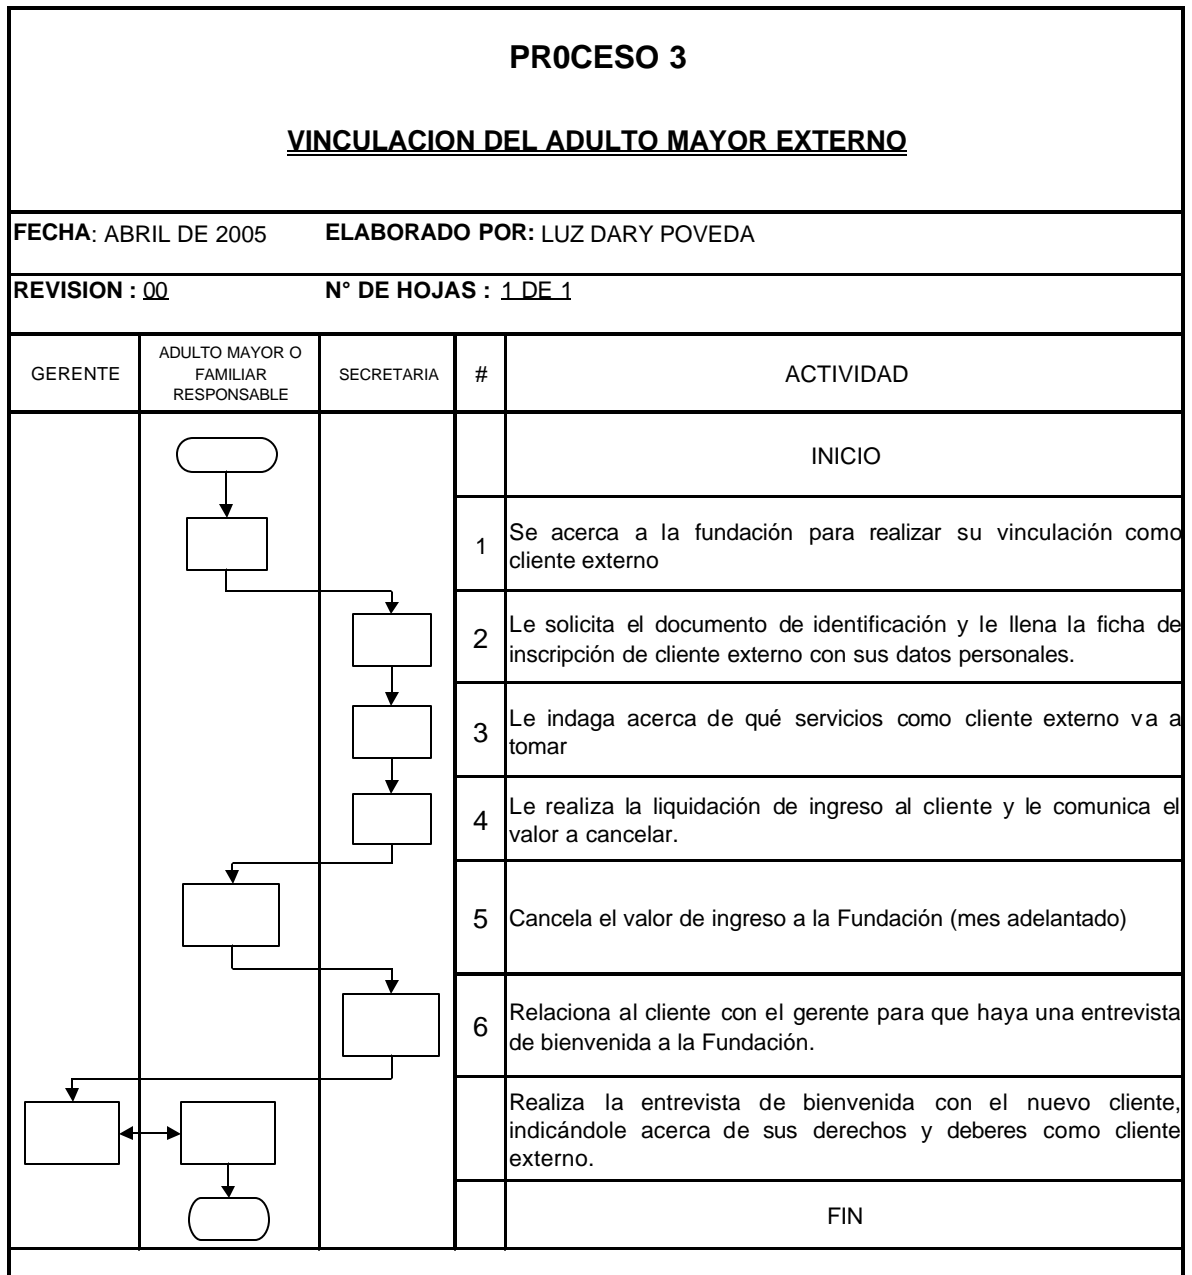 PR0CESO 3
VINCULACION DEL ADULTO MAYOR EXTERNO
FECHA: ABRIL DE 2005 ELABORADO POR: LUZ DARY POVEDA
REVISION : 00 N° DE HOJAS : 1 DE 1
GERENTE
ADULTO MAYOR O
FAMILIAR
RESPONSABLE
SECRETARIA
#
ACTIVIDAD
INICIO
1
Se acerca a la fundación para realizar su vinculación como
cliente externo
2
Le solicita el documento de identificación y le llena la ficha de
inscripción de cliente externo con sus datos personales.
3
Le indaga acerca de qué servicios como cliente externo va a
tomar
4
Le realiza la liquidación de ingreso al cliente y le comunica el
valor a cancelar.
5
Cancela el valor de ingreso a la Fundación (mes adelantado)
6
Relaciona al cliente con el gerente para que haya una entrevista
de bienvenida a la Fundación.
Realiza la entrevista de bienvenida con el nuevo cliente,
indicándole acerca de sus derechos y deberes como cliente
externo.
FIN